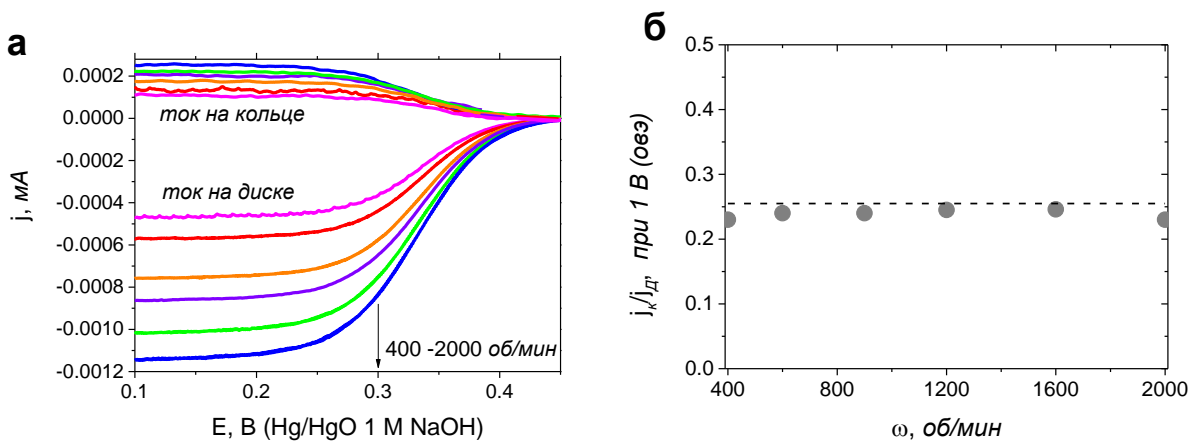 а
0.0002
0.0000
-0.0002
-0.0004
-0.0006
-0.0008
-0.0010
-0.0012
j, мА
ток на кольце
ток на диске
400 -2000 об/мин
0.1
0.2
0.3
0.4
E, В (Hg/HgO 1 M NaOH)
б
0.5
0.4
0.3
0.2
0.1
0.0
jк/jд, при 1 В (овэ)
400
800
1200
1600
2000
ω, об/мин